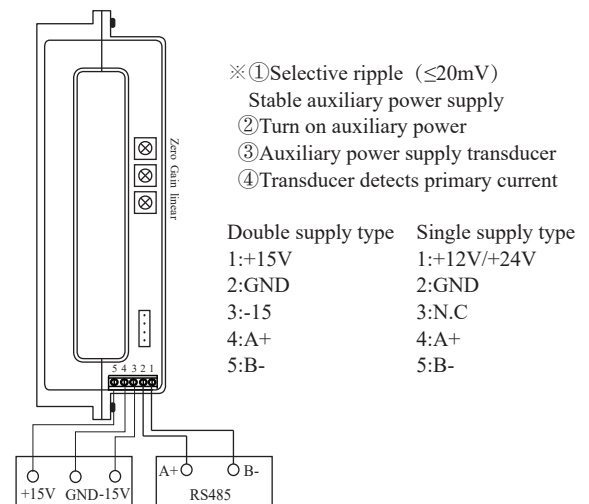 ※①Selective ripple（≤20mV）
Stable auxiliary power supply
②Turn on auxiliary power
③Auxiliary power supply transducer
④Transducer detects primary current
Zero Gain linear
Double supply type Single supply type
1:+15V 1:+12V/+24V
2:GND 2:GND
3:-15 3:N.C
4:A+ 4:A+
5:B- 5:B-
5 4 3 2 1
+15V GND-15V
A+ B-
RS485